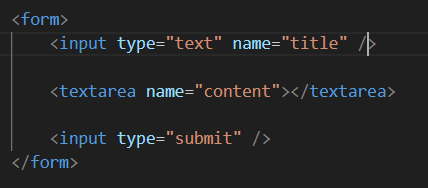 <form>
<input type="text" name="title" />
<textarea name="content"></textarea>
<input type="submit" />
</form>